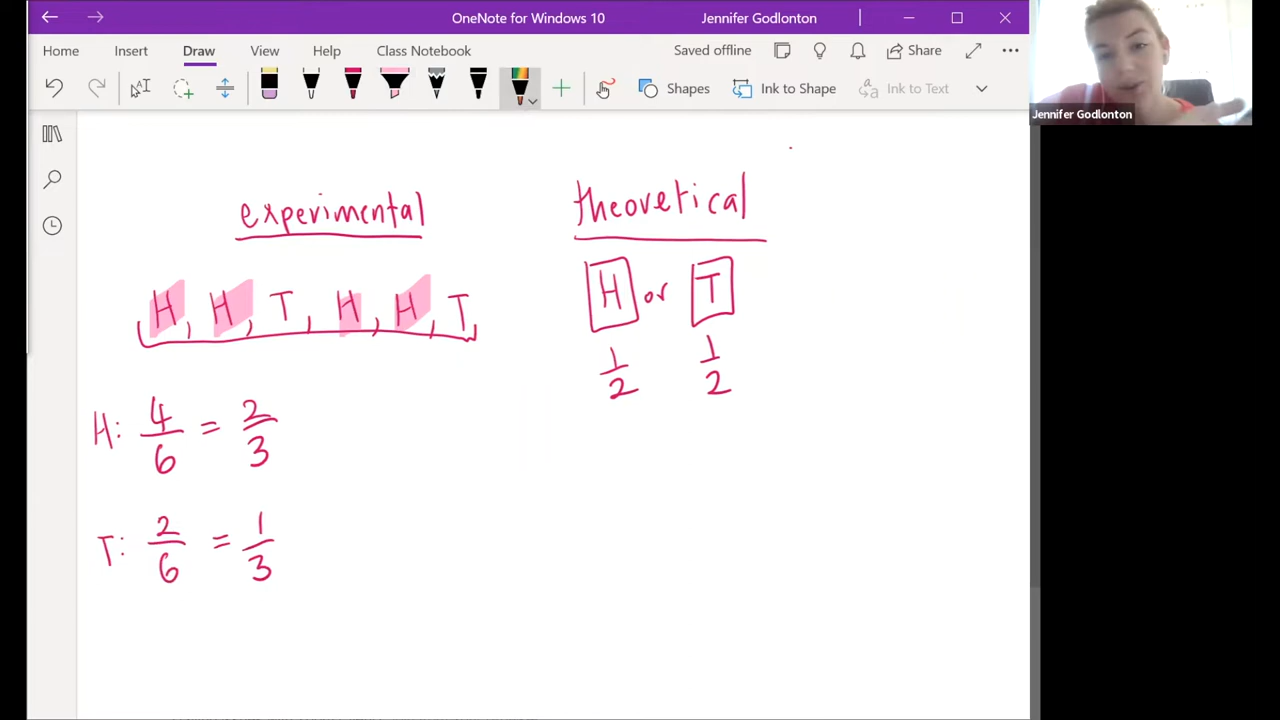 OneNote for Windows 10
Jennifer Godlonton
Home Insert Draw View Help Class Notebook
Saved offline
Share
Shapes
Ink to Shape
Ink to Text
Jennifer Godlonton
experimental
theoretical
H, H, T, H, H, T
H or T
1/2 1/2
H: 4/6 = 2/3
T: 2/6 = 1/3